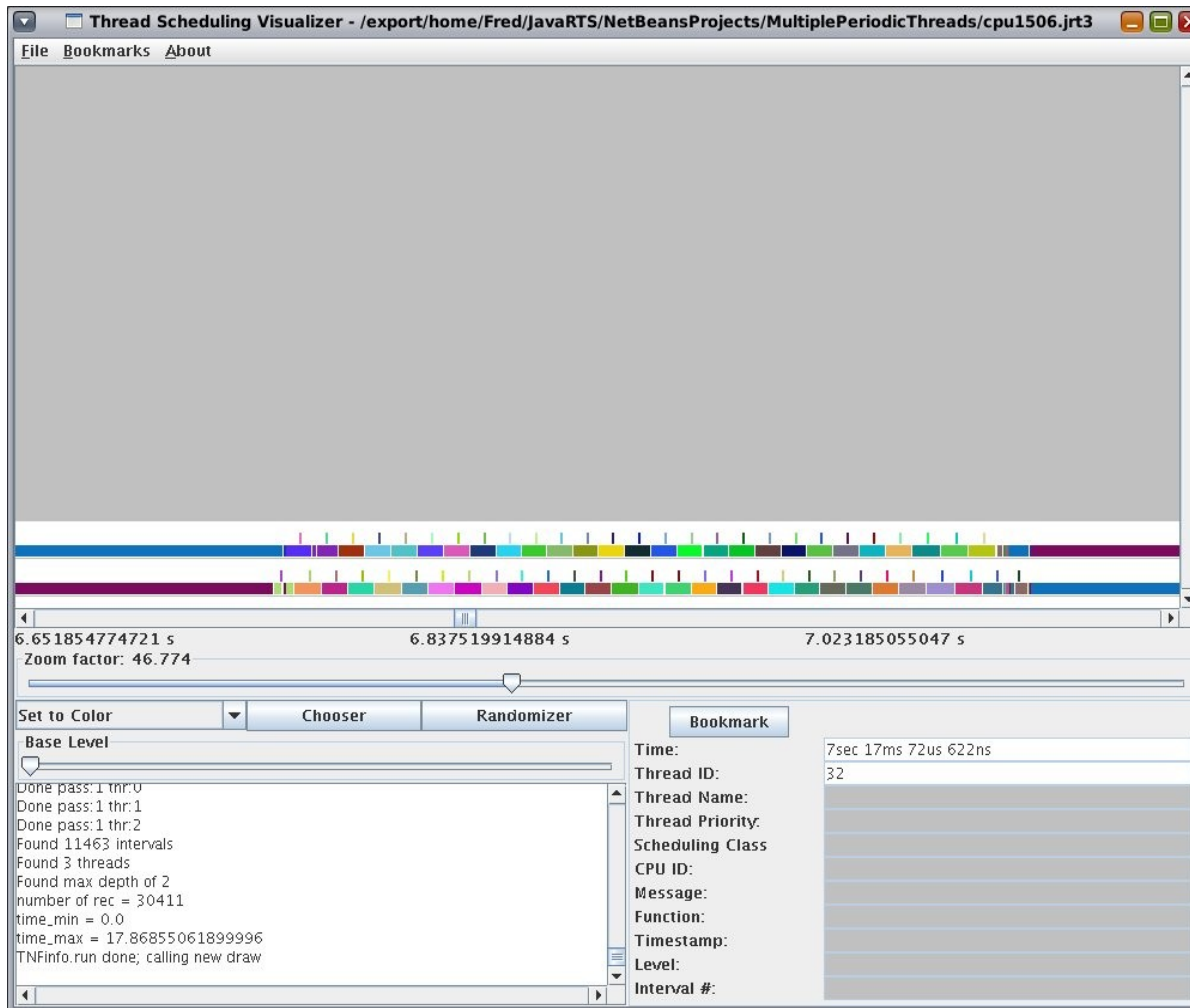 Thread Scheduling Visualizer - /export/home/Fred/JavaRTS/NetBeansProjects/MultiplePeriodicThreads/cpu1506.jrt3
File Bookmarks About
6.651854774721 s 6.837519914884 s 7.023185055047 s
Zoom factor: 46.774
Set to Color Chooser Randomizer
Bookmark
Base Level
Time: 7sec 17ms 72us 622ns
Thread ID: 32
Thread Name:
Thread Priority:
Scheduling Class
CPU ID:
Message:
Function:
Timestamp:
Level:
Interval #:
Done pass:1 thr:0
Done pass:1 thr:1
Done pass:1 thr:2
Found 11463 intervals
Found 3 threads
Found max depth of 2
number of rec = 30411
time_min = 0.0
time_max = 17.86855061899996
TNFinfo.run done; calling new draw